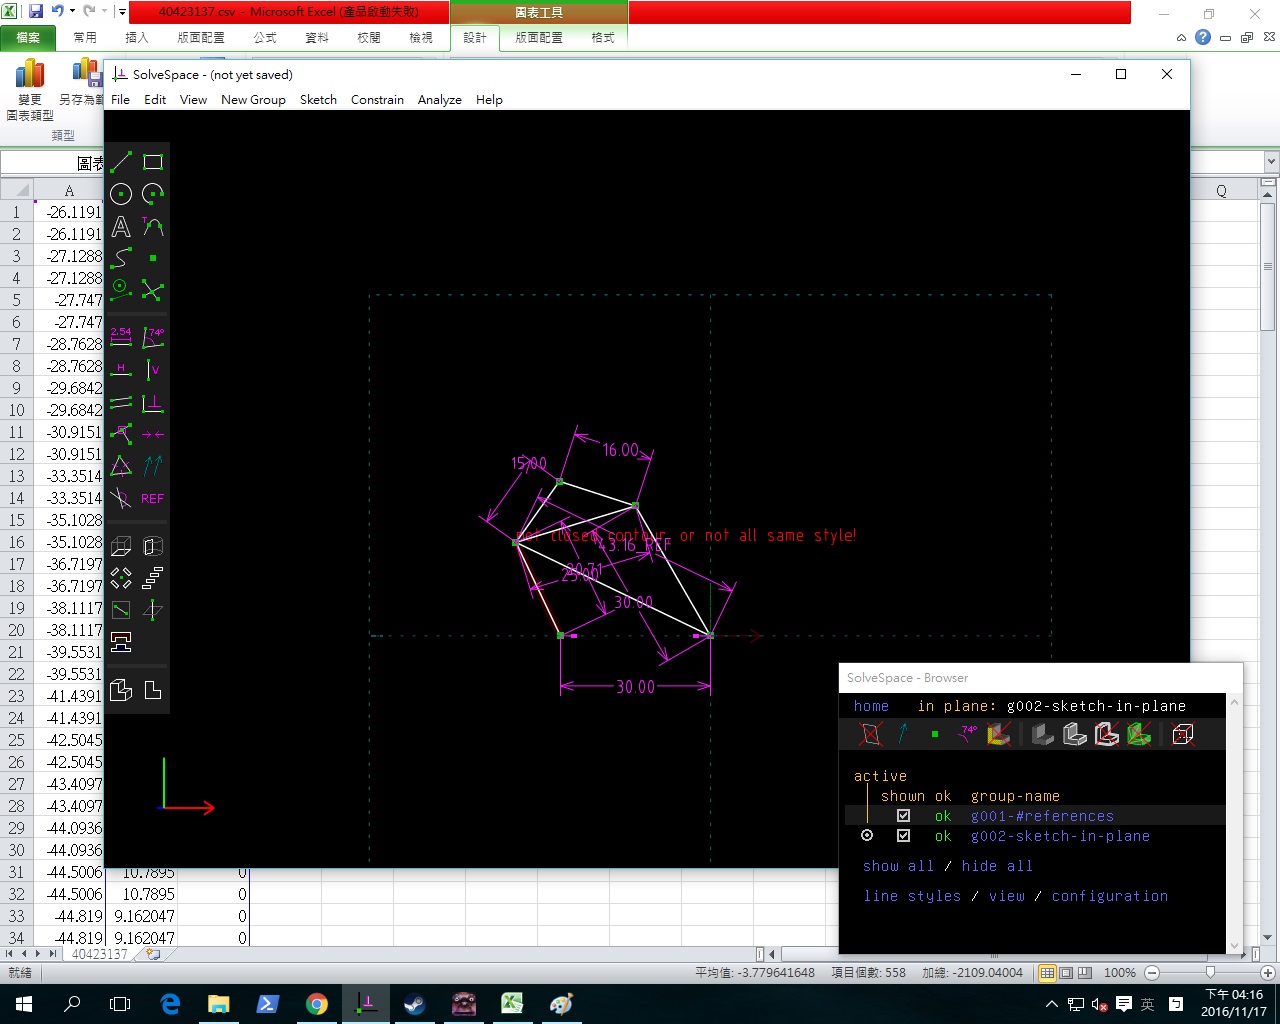 40423137.csv - Microsoft Excel (產品啟動失敗)
圖表工具
檔案 常用 插入 版面配置 公式 資料 校閱 檢視 設計 版面配置 格式
變更
圖表類型
另存為範
類型
圖表
SolveSpace - (not yet saved)
File Edit View New Group Sketch Constrain Analyze Help
A Q
1 -26.1191
2 -26.1191
3 -27.1288
4 -27.1288
5 -27.747
6 -27.747
7 -28.7628
8 -28.7628
9 -29.6842
10 -29.6842
11 -30.9151
12 -30.9151
13 -33.3514
14 -33.3514
15 -35.1028
16 -35.1028
17 -36.7197
18 -36.7197
19 -38.1117
20 -38.1117
21 -39.5531
22 -39.5531
23 -41.4391
24 -41.4391
25 -42.5045
26 -42.5045
27 -43.4097
28 -43.4097
29 -44.0936
30 -44.0936
31 -44.5006 10.7895 0
32 -44.5006 10.7895 0
33 -44.819 9.162047 0
34 -44.819 9.162047 0
A
T
2.54 74°
H V
REF
16.00
15.00
not closed contour, or not all same style!
43.16 REF
30.00
30.00
SolveSpace - Browser
home in plane: g002-sketch-in-plane
74°
active
shown ok group-name
ok g001-#references
ok g002-sketch-in-plane
show all / hide all
line styles / view / configuration
40423137
就緒
平均值: -3.779641648 項目個數: 558 加總: -2109.04004 100%
英
下午 04:16
2016/11/17